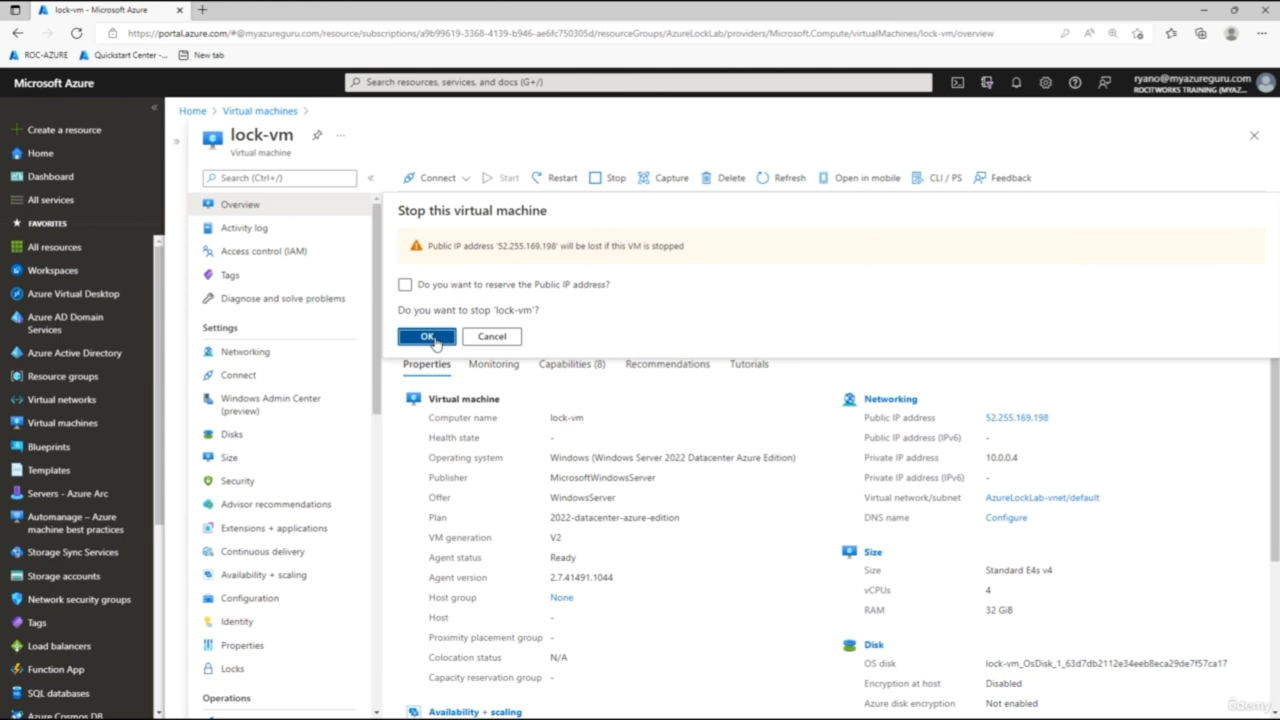 lock-vm - Microsoft Azure
https://portal.azure.com/#@myazureguru.com/resource/subscriptions/a9b99619-3368-4139-b946-ae6fc750305d/resourceGroups/AzureLockLab/providers/Microsoft.Compute/virtualMachines/lock-vm/overview
ROC-AZURE
Quickstart Center -...
New tab
Microsoft Azure
Search resources, services, and docs (G+/)
ryano@myazureguru.com
ROCITWORKS TRAINING (MYAZ...
Create a resource
Home
Dashboard
All services
FAVORITES
All resources
Workspaces
Azure Virtual Desktop
Azure AD Domain
Services
Azure Active Directory
Resource groups
Virtual networks
Virtual machines
Blueprints
Templates
Servers - Azure Arc
Automanage – Azure
machine best practices
Storage Sync Services
Storage accounts
Network security groups
Tags
Load balancers
Function App
SQL databases
Azure Cosmos DB
Home > Virtual machines >
lock-vm
Virtual machine
Search (Ctrl+/)
Overview
Activity log
Access control (IAM)
Tags
Diagnose and solve problems
Settings
Networking
Connect
Windows Admin Center
(preview)
Disks
Size
Security
Advisor recommendations
Extensions + applications
Continuous delivery
Availability + scaling
Configuration
Identity
Properties
Locks
Operations
Connect
Start
Restart
Stop
Capture
Delete
Refresh
Open in mobile
CLI / PS
Feedback
Stop this virtual machine
Public IP address '52.255.169.198' will be lost if this VM is stopped
Do you want to reserve the Public IP address?
Do you want to stop 'lock-vm'?
OK
Cancel
Properties
Monitoring
Capabilities (8)
Recommendations
Tutorials
Virtual machine
Computer name lock-vm
Health state -
Operating system Windows (Windows Server 2022 Datacenter Azure Edition)
Publisher MicrosoftWindowsServer
Offer WindowsServer
Plan 2022-datacenter-azure-edition
VM generation V2
Agent status Ready
Agent version 2.7.41491.1044
Host group None
Host -
Proximity placement group -
Colocation status N/A
Capacity reservation group -
Availability + scaling
Networking
Public IP address 52.255.169.198
Public IP address (IPv6) -
Private IP address 10.0.0.4
Private IP address (IPv6) -
Virtual network/subnet AzureLockLab-vnet/default
DNS name Configure
Size
Size Standard E4s v4
vCPUs 4
RAM 32 GiB
Disk
OS disk lock-vm_OsDisk_1_63d7db2112e34eeb8eca29de7f57ca17
Encryption at host Disabled
Azure disk encryption Not enabled
ûdemy